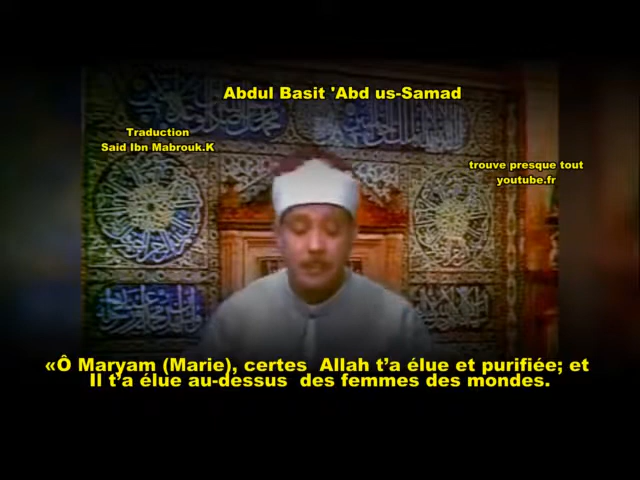 Abdul Basit 'Abd us-Samad
Traduction
Said Ibn Mabrouk.K
trouve presque tout
youtube.fr
«Ô Maryam (Marie), certes Allah t’a élue et purifiée; et
Il t’a élue au-dessus des femmes des mondes.